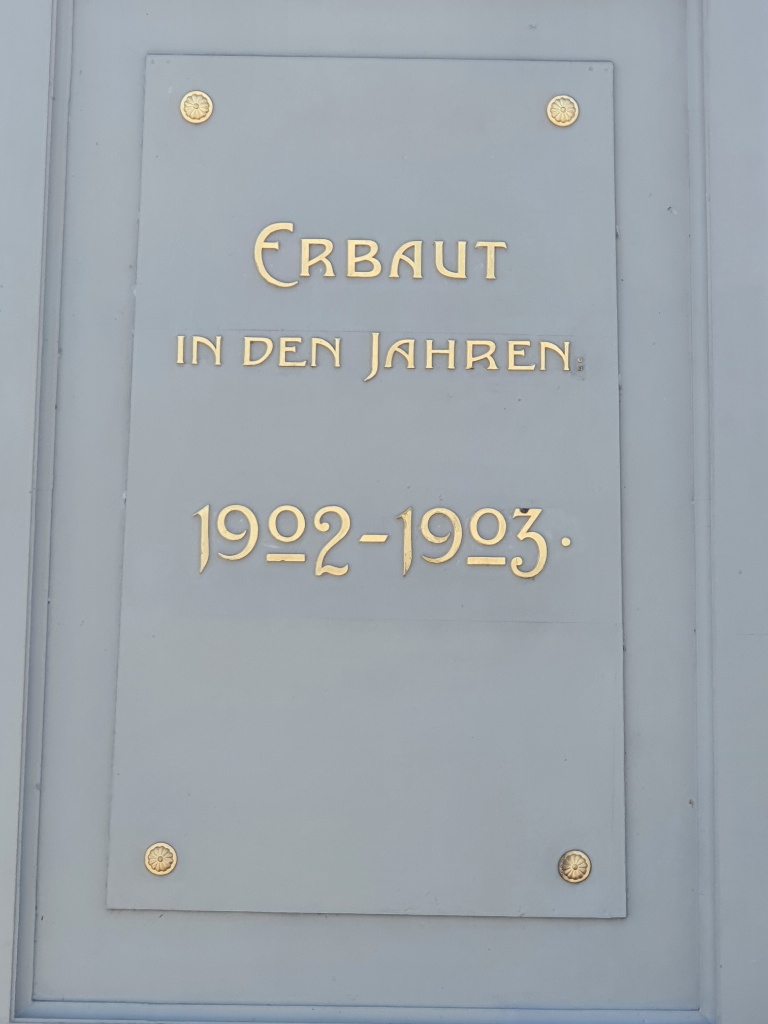 Erbaut
in den Jahren
1902-1903.